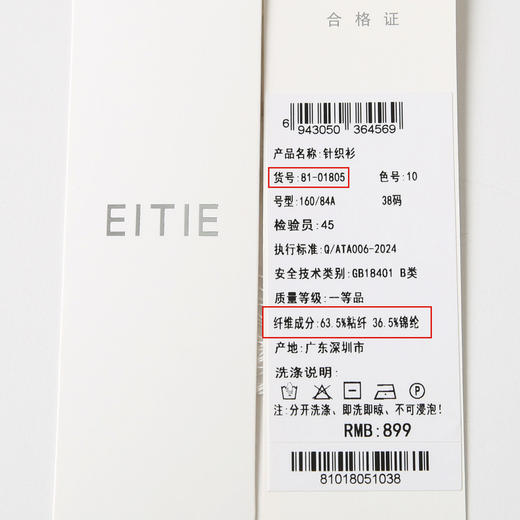 EITIE
合格证
6 943050 364569
产品名称:针织衫
货号:81-01805 色号:10
号型:160/84A 38码
检验员:45
执行标准:Q/ATA006-2024
安全技术类别:GB18401 B类
质量等级:一等品
纤维成分:63.5%粘纤 36.5%锦纶
产地:广东深圳市
洗涤说明:
P
注:分开洗涤、即洗即晾、不可浸泡!
RMB:899
81018051038